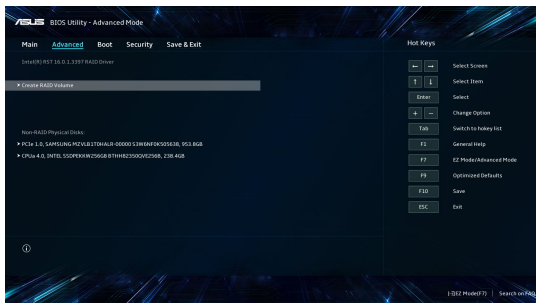 ASUS BIOS Utility - Advanced Mode
Main Advanced Boot Security Save & Exit
Intel(R) RST 16.0.1.3397 RAID Driver
Create RAID Volume
Non-RAID Physical Disks:
PCIe 1.0, SAMSUNG MZVLB1T0HALR-00000 S3W6NF0K505638, 953.8GB
CPUa 4.0, INTEL SSDPEKKW256GB BTHH82350QVE256B, 238.4GB
Hot Keys
← → Select Screen
↑ ↓ Select Item
Enter Select
+ − Change Option
Tab Switch to hokey list
F1 General Help
F7 EZ Mode/Advanced Mode
F9 Optimized Defaults
F10 Save
ESC Exit
EZ Mode(F7) | Search on FAQ